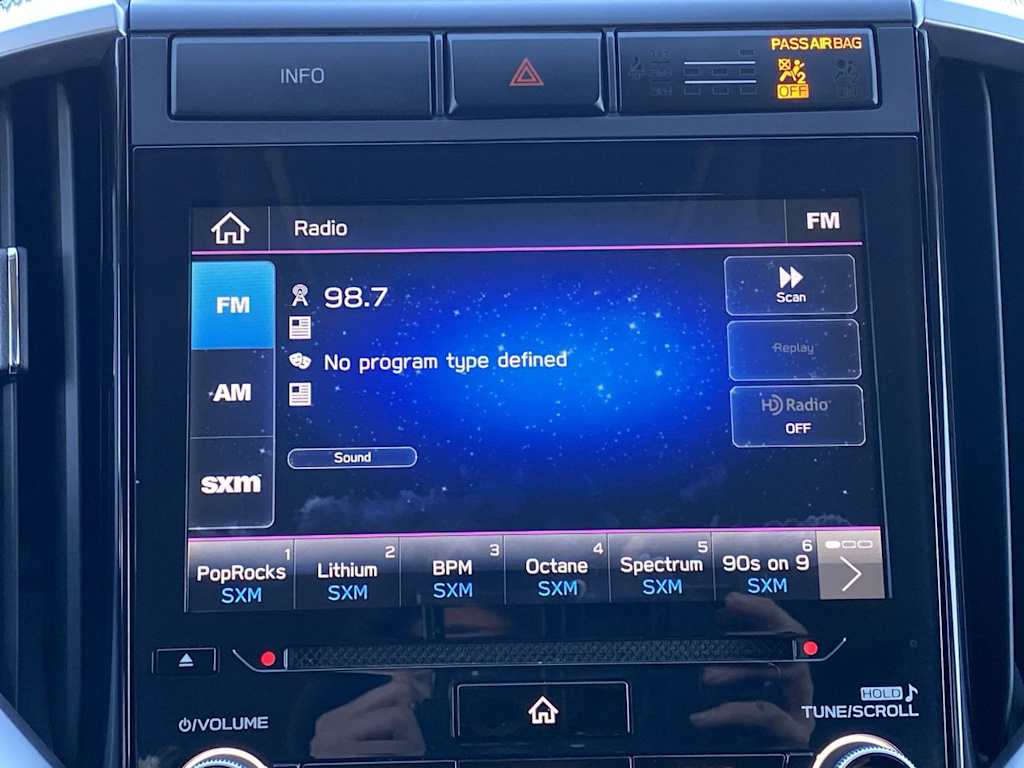 INFO
PASS AIR BAG
2
OFF
Radio
FM
FM
98.7
Scan
No program type defined
Replay
AM
HD Radio
OFF
Sound
sxm
1
PopRocks
SXM
2
Lithium
SXM
3
BPM
SXM
4
Octane
SXM
5
Spectrum
SXM
6
90s on 9
SXM
HOLD
/VOLUME
TUNE/SCROLL